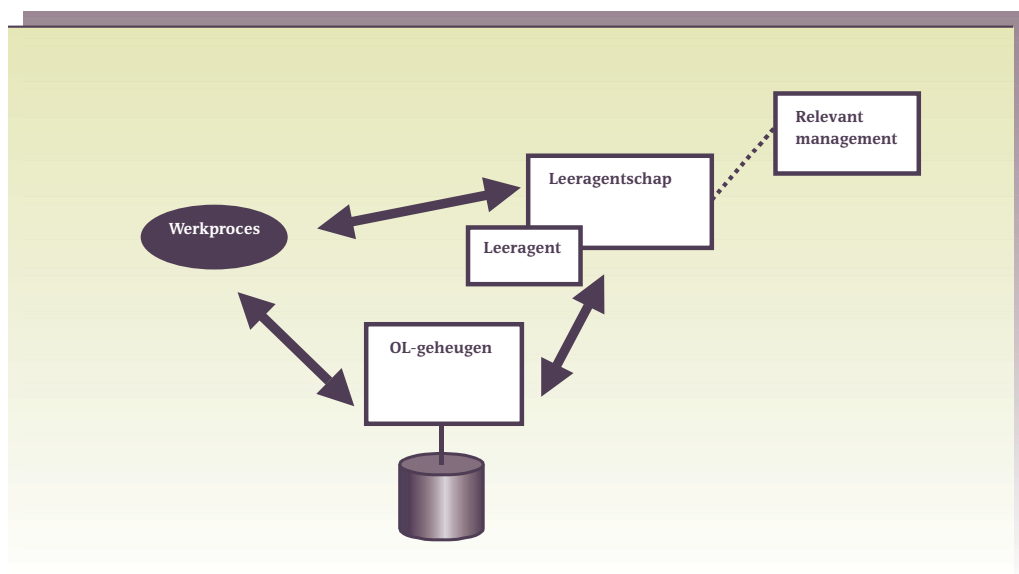 Relevant
management
Leeragentschap
Werkproces
Leeragent
OL-geheugen